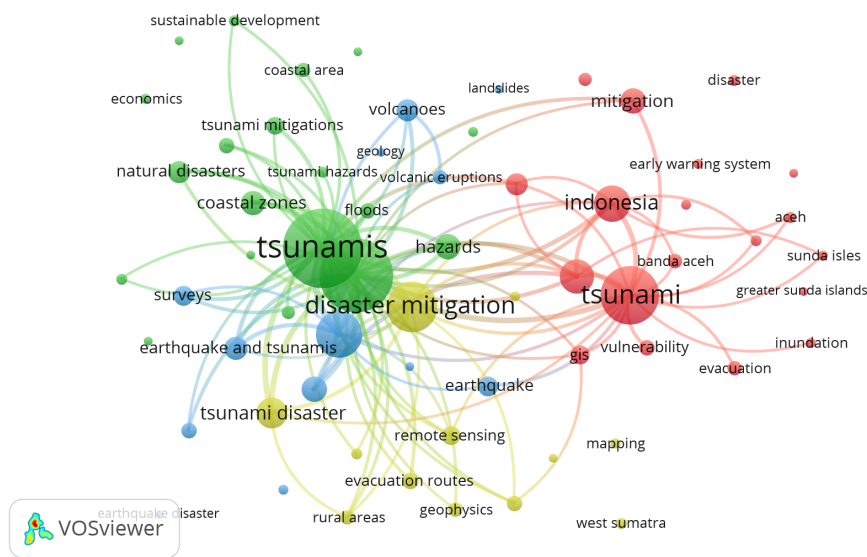 sustainable development
coastal area
landslides
disaster
economics
volcanoes
mitigation
tsunami mitigations
geology
natural disasters
tsunami hazards
volcanic eruptions
early warning system
coastal zones
floods
indonesia
aceh
tsunamis
hazards
banda aceh
sunda isles
surveys
disaster mitigation
tsunami
greater sunda islands
earthquake and tsunamis
gis
vulnerability
inundation
earthquake
evacuation
tsunami disaster
remote sensing
mapping
evacuation routes
rural areas
geophysics
west sumatra
earthquake disaster
VOSviewer